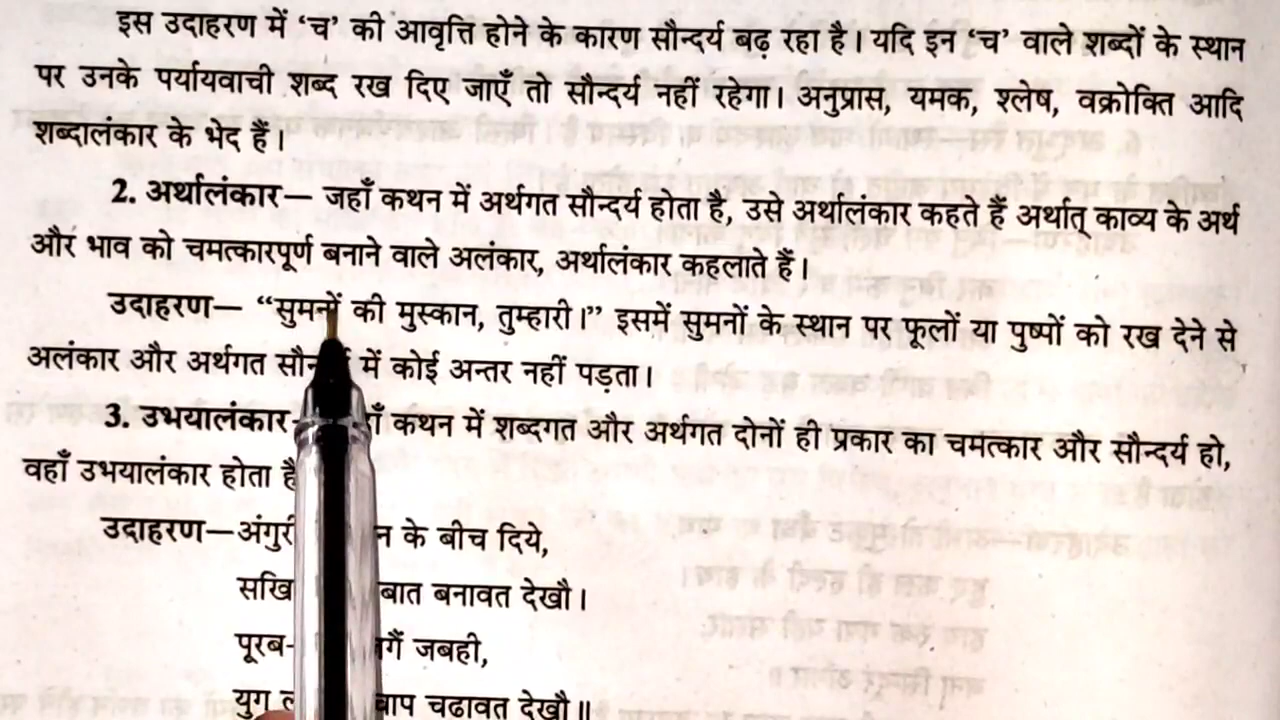 इस उदाहरण में ‘च’ की आवृत्ति होने के कारण सौन्दर्य बढ़ रहा है। यदि इन ‘च’ वाले शब्दों के स्थान
पर उनके पर्यायवाची शब्द रख दिए जाएँ तो सौन्दर्य नहीं रहेगा। अनुप्रास, यमक, श्लेष, वक्रोक्ति आदि
शब्दालंकार के भेद हैं।
2. अर्थालंकार— जहाँ कथन में अर्थगत सौन्दर्य होता है, उसे अर्थालंकार कहते हैं अर्थात् काव्य के अर्थ
और भाव को चमत्कारपूर्ण बनाने वाले अलंकार, अर्थालंकार कहलाते हैं।
उदाहरण— “सुमनों की मुस्कान, तुम्हारी।” इसमें सुमनों के स्थान पर फूलों या पुष्पों को रख देने से
अलंकार और अर्थगत में कोई अन्तर नहीं पड़ता।
3. उभयालंकार— कथन में शब्दगत और अर्थगत दोनों ही प्रकार का चमत्कार और सौन्दर्य हो,
वहाँ उभयालंकार होता है
उदाहरण— के बीच दिये,
बात बनावत देखौ।
पूरब- जबही,
युग चढावत देखौ॥